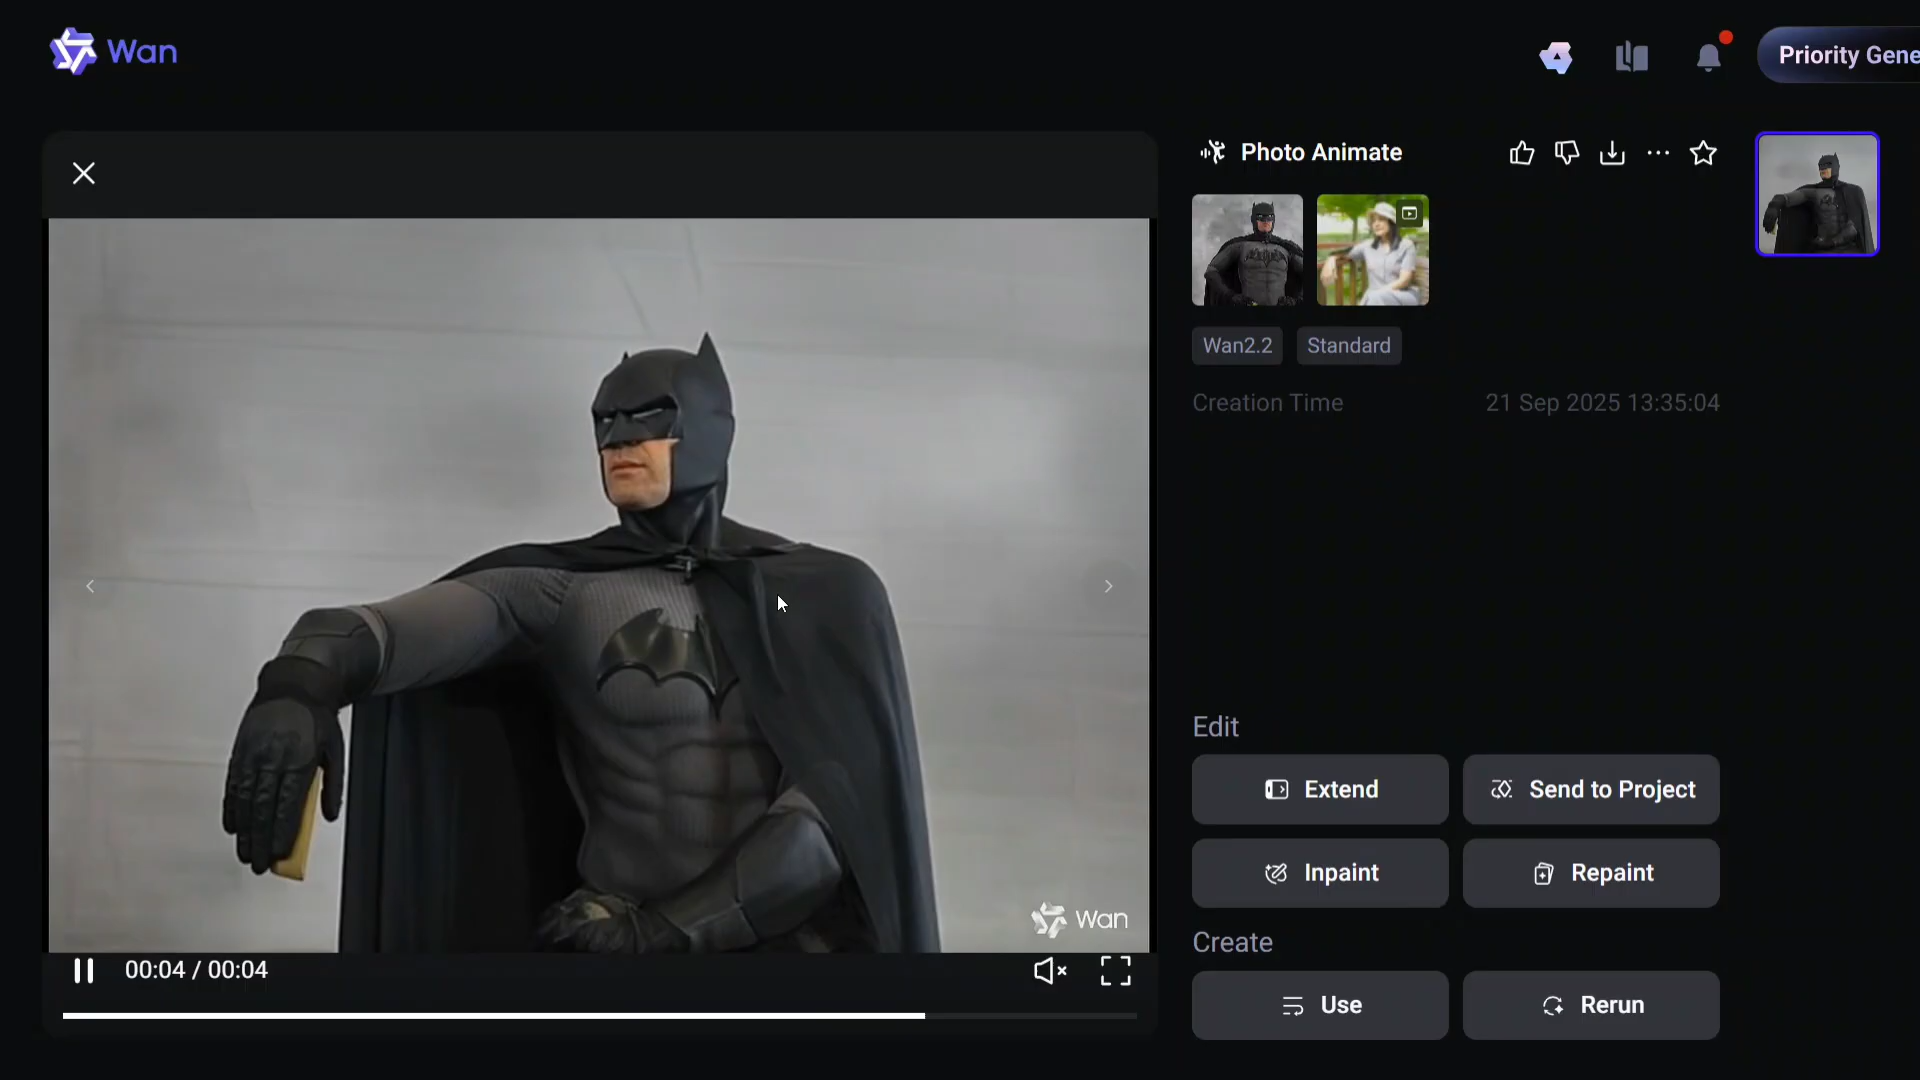 Wan
Priority Gene
Photo Animate
Wan2.2
Standard
Creation Time
21 Sep 2025 13:35:04
Wan
00:04 / 00:04
Edit
Extend
Send to Project
Inpaint
Repaint
Create
Use
Rerun